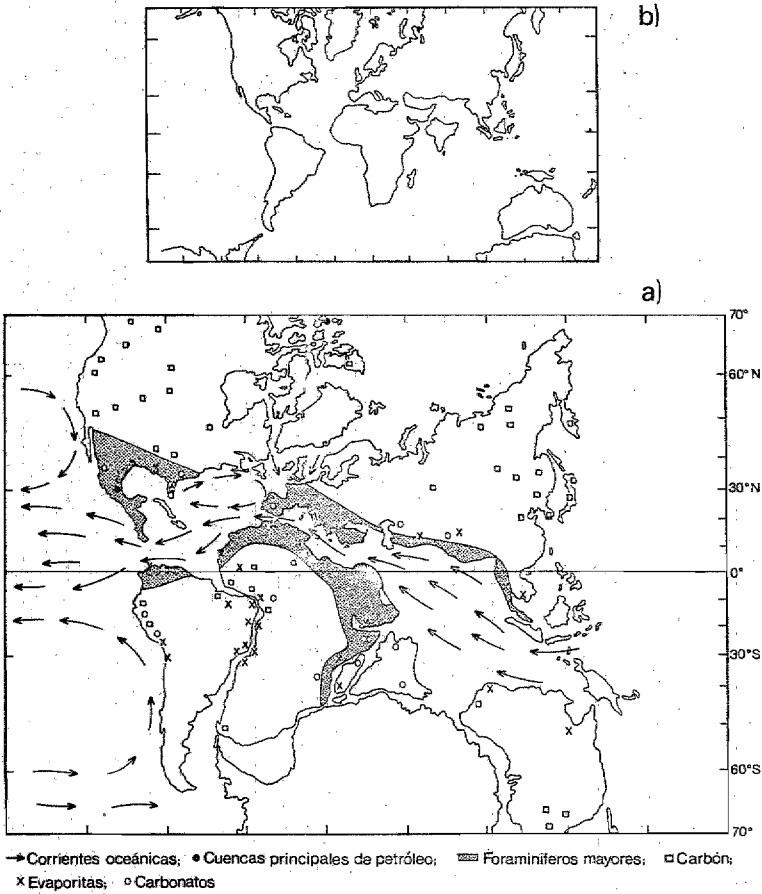 b)
a)
70°
60°N
30°N
0°
30°S
60°S
70°
Corrientes oceánicas; Cuencas principales de petróleo; Foraminíferos mayores; Carbón;
Evaporitas; Carbonatos